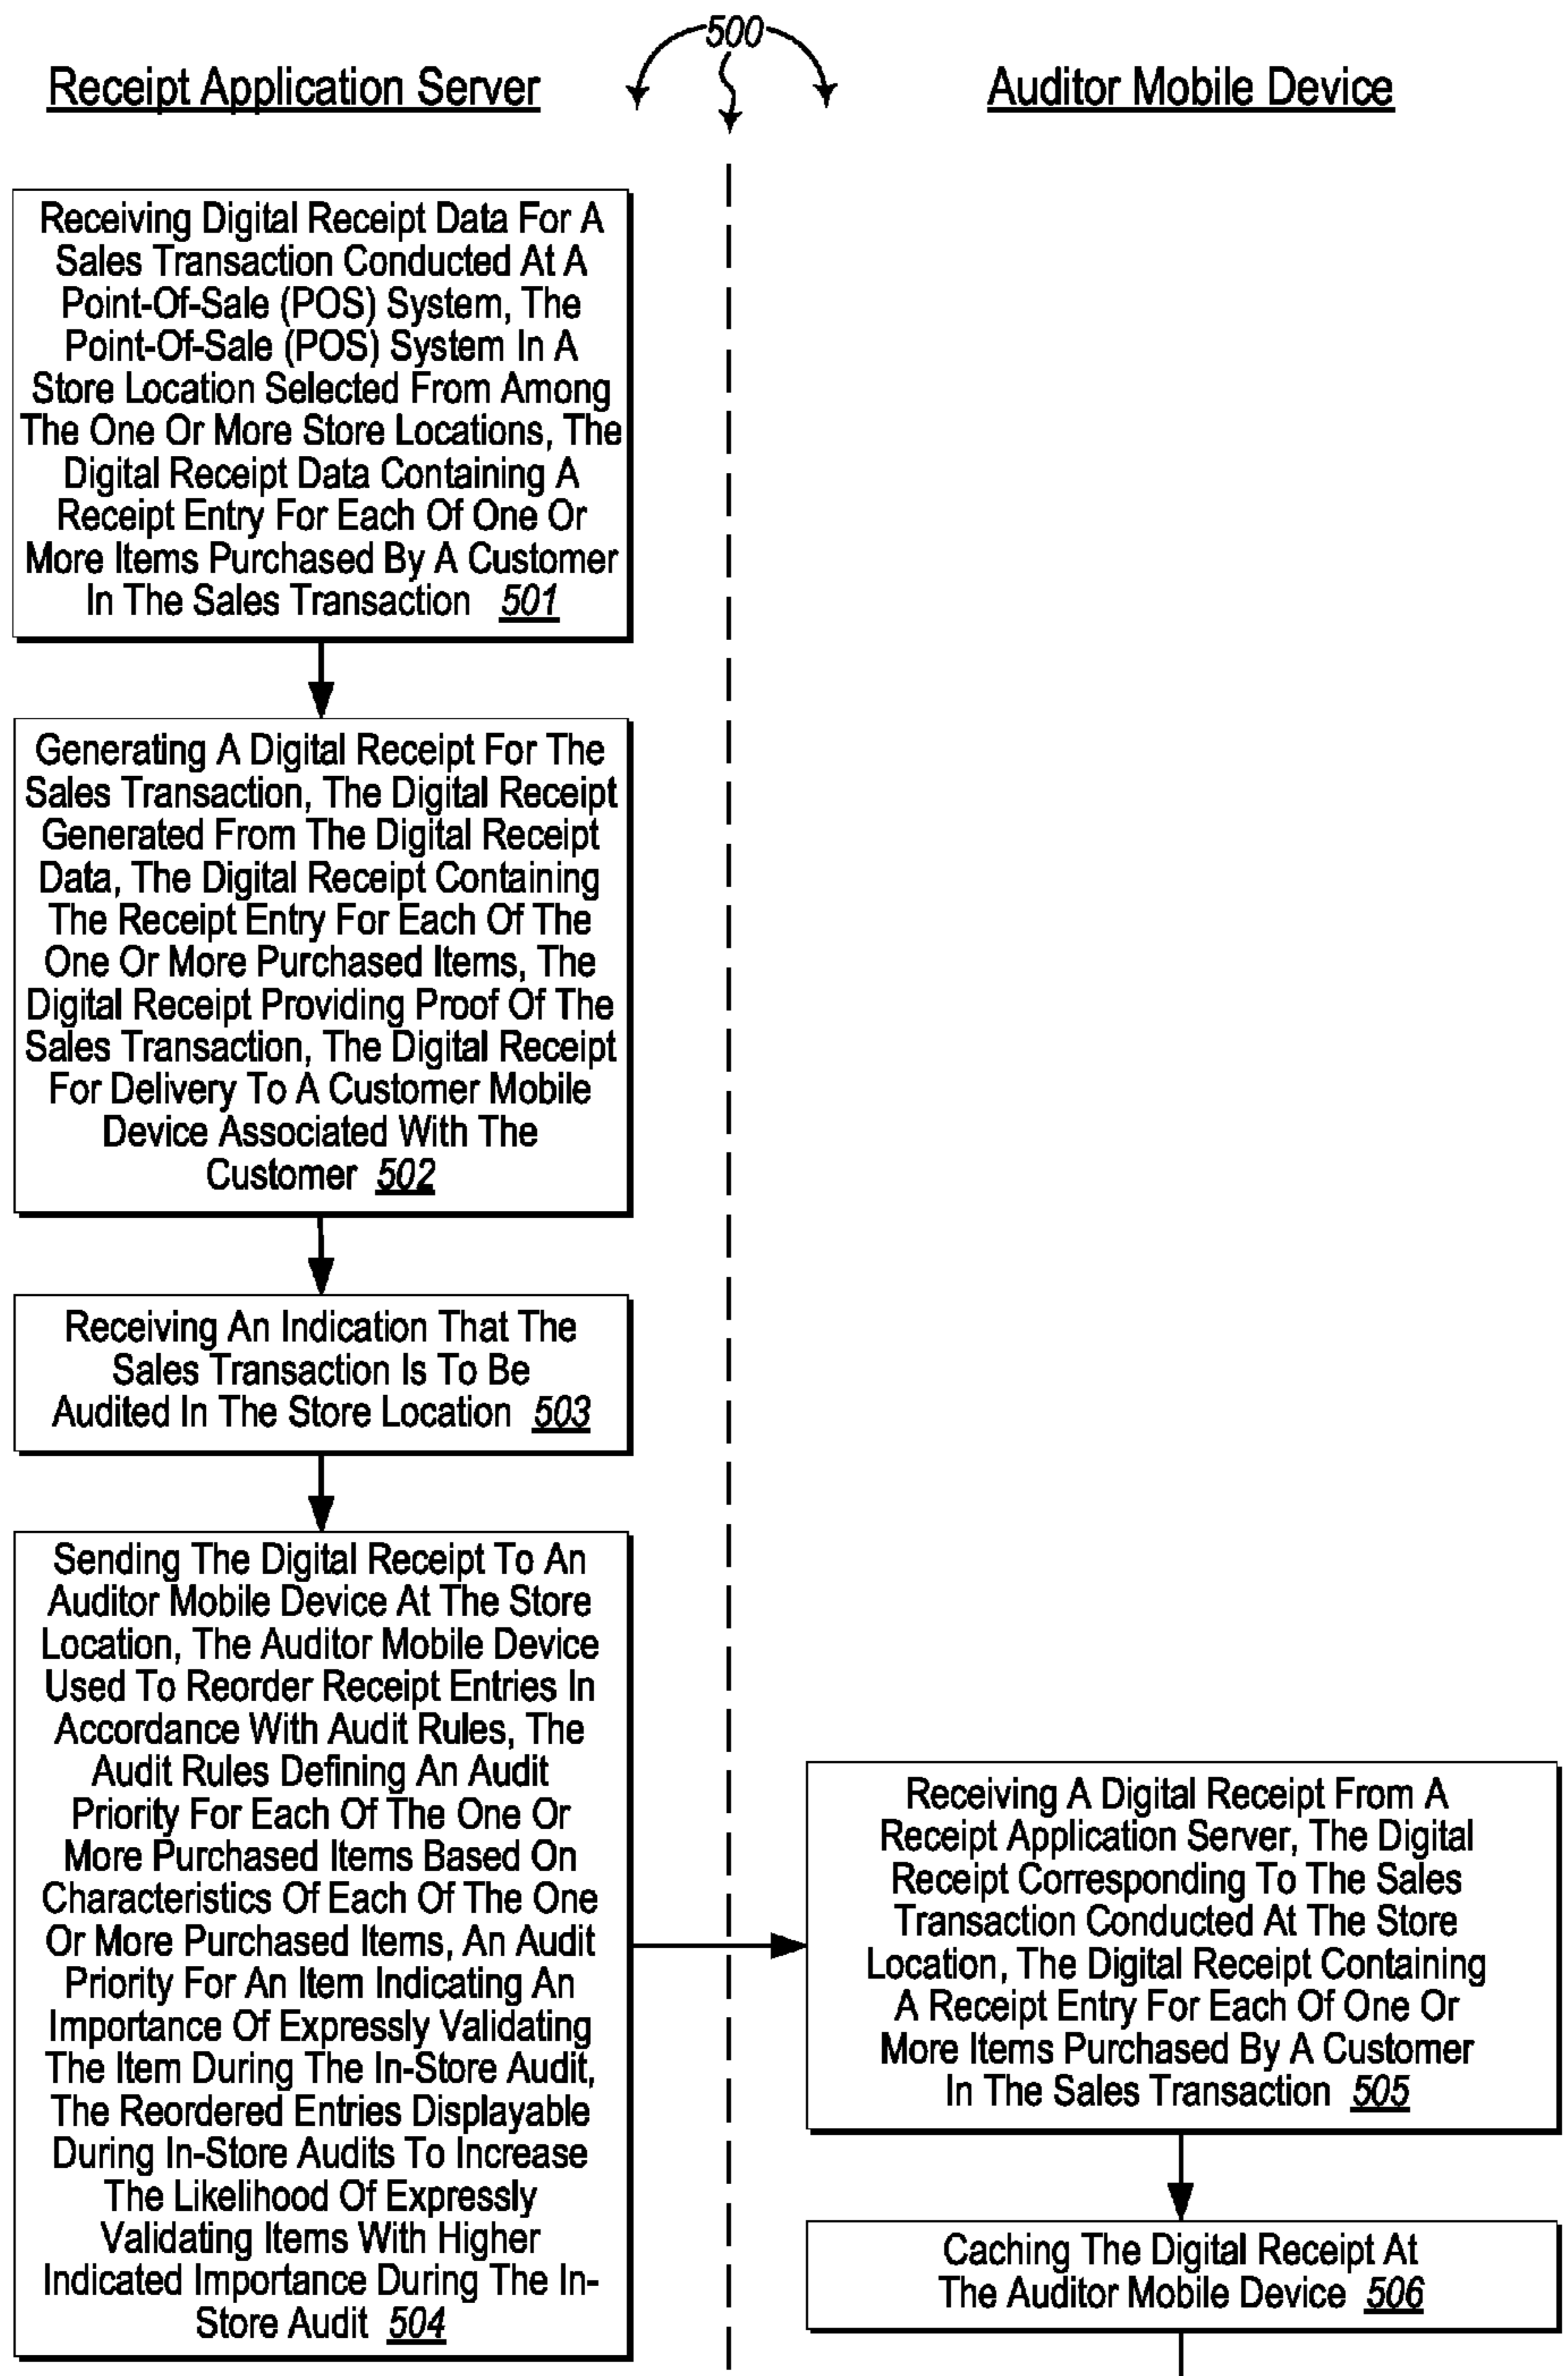 500
Receipt Application Server
Auditor Mobile Device
Receiving Digital Receipt Data For A
Sales Transaction Conducted At A
Point-Of-Sale (POS) System, The
Point-Of-Sale (POS) System In A
Store Location Selected From Among
The One Or More Store Locations, The
Digital Receipt Data Containing A
Receipt Entry For Each Of One Or
More Items Purchased By A Customer
In The Sales Transaction 501
Generating A Digital Receipt For The
Sales Transaction, The Digital Receipt
Generated From The Digital Receipt
Data, The Digital Receipt Containing
The Receipt Entry For Each Of The
One Or More Purchased Items, The
Digital Receipt Providing Proof Of The
Sales Transaction, The Digital Receipt
For Delivery To A Customer Mobile
Device Associated With The
Customer 502
Receiving An Indication That The
Sales Transaction Is To Be
Audited In The Store Location 503
Sending The Digital Receipt To An
Auditor Mobile Device At The Store
Location, The Auditor Mobile Device
Used To Reorder Receipt Entries In
Accordance With Audit Rules, The
Audit Rules Defining An Audit
Priority For Each Of The One Or
More Purchased Items Based On
Characteristics Of Each Of The One
Or More Purchased Items, An Audit
Priority For An Item Indicating An
Importance Of Expressly Validating
The Item During The In-Store Audit,
The Reordered Entries Displayable
During In-Store Audits To Increase
The Likelihood Of Expressly
Validating Items With Higher
Indicated Importance During The In-
Store Audit 504
Receiving A Digital Receipt From A
Receipt Application Server, The Digital
Receipt Corresponding To The Sales
Transaction Conducted At The Store
Location, The Digital Receipt Containing
A Receipt Entry For Each Of One Or
More Items Purchased By A Customer
In The Sales Transaction 505
Caching The Digital Receipt At
The Auditor Mobile Device 506